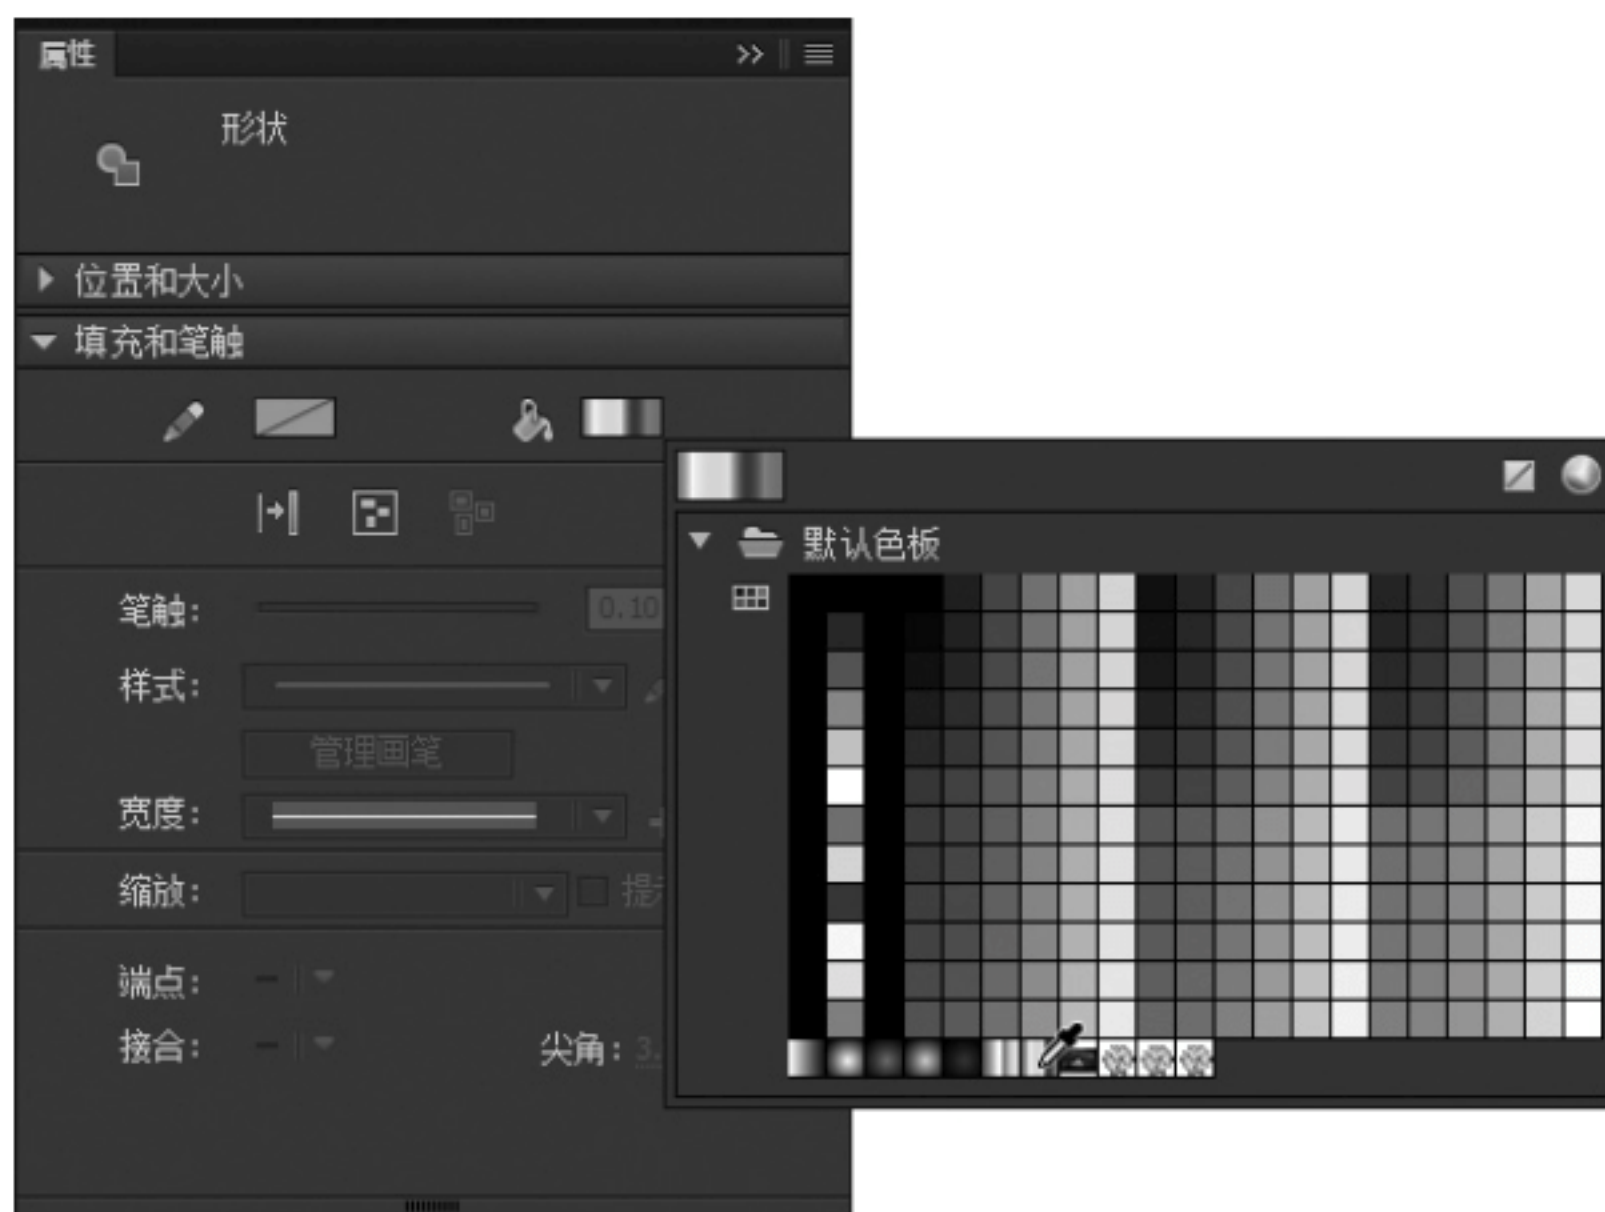 属性
形状
位置和大小
填充和笔触
默认色板
笔触: 0.10
样式:
管理画笔
宽度:
缩放: 提
端点:
接合: 尖角: 3.